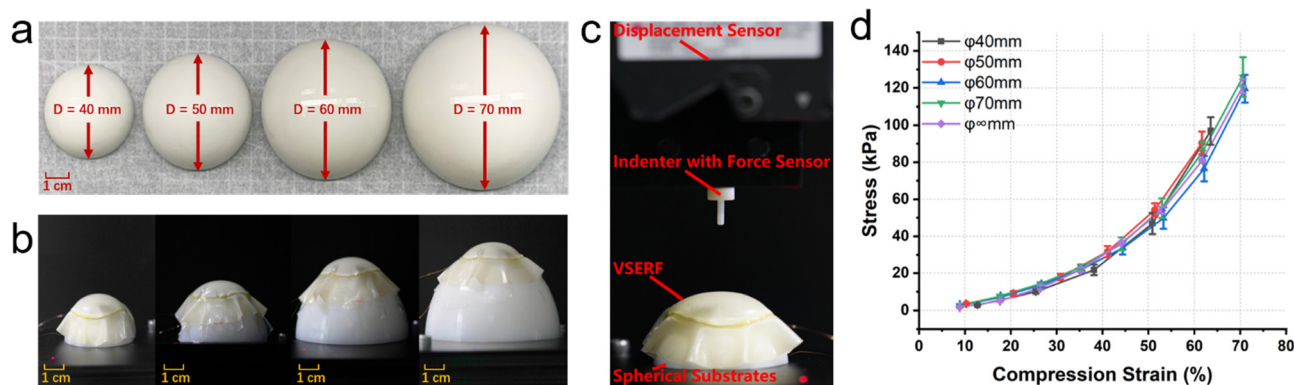 a
D = 40 mm
D = 50 mm
D = 60 mm
D = 70 mm
1 cm
b
1 cm
1 cm
1 cm
1 cm
c
Displacement Sensor
Indenter with Force Sensor
VSERF
Spherical Substrates
d
φ40mm
φ50mm
φ60mm
φ70mm
φ∞mm
Stress (kPa)
140
120
100
80
60
40
20
0
0 10 20 30 40 50 60 70 80
Compression Strain (%)